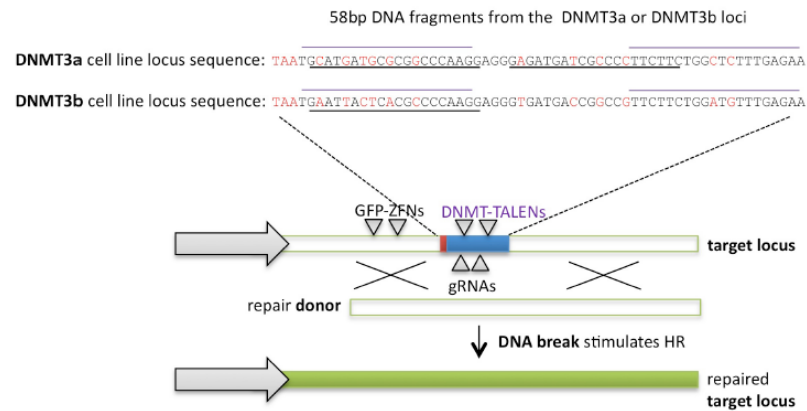 58bp DNA fragments from the DNMT3a or DNMT3b loci
DNMT3a cell line locus sequence: TAATGCATGATGCGCGGCCCAAGGAGGGAGATGATCGCCCCTTCTTCTGGCTCTTTGAGAA
DNMT3b cell line locus sequence: TAATGAATTACTCACGCCCCAAGGAGGGTGATGACCGGCCGTTCTTCTGGATGTTTGAGAA
GFP-ZFNs DNMT-TALENs
target locus
gRNAs
repair donor
DNA break stimulates HR
repaired
target locus